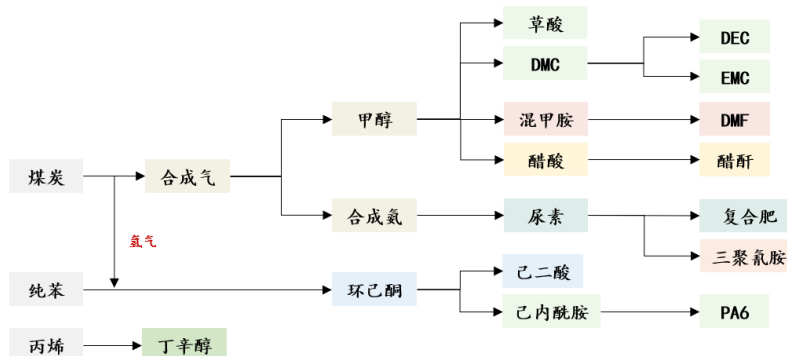 草酸
DEC
DMC
EMC
甲醇
混甲胺
DMF
煤炭
合成气
醋酸
醋酐
合成氨
尿素
复合肥
氢气
三聚氰胺
纯苯
环己酮
己二酸
己内酰胺
PA6
丙烯
丁辛醇